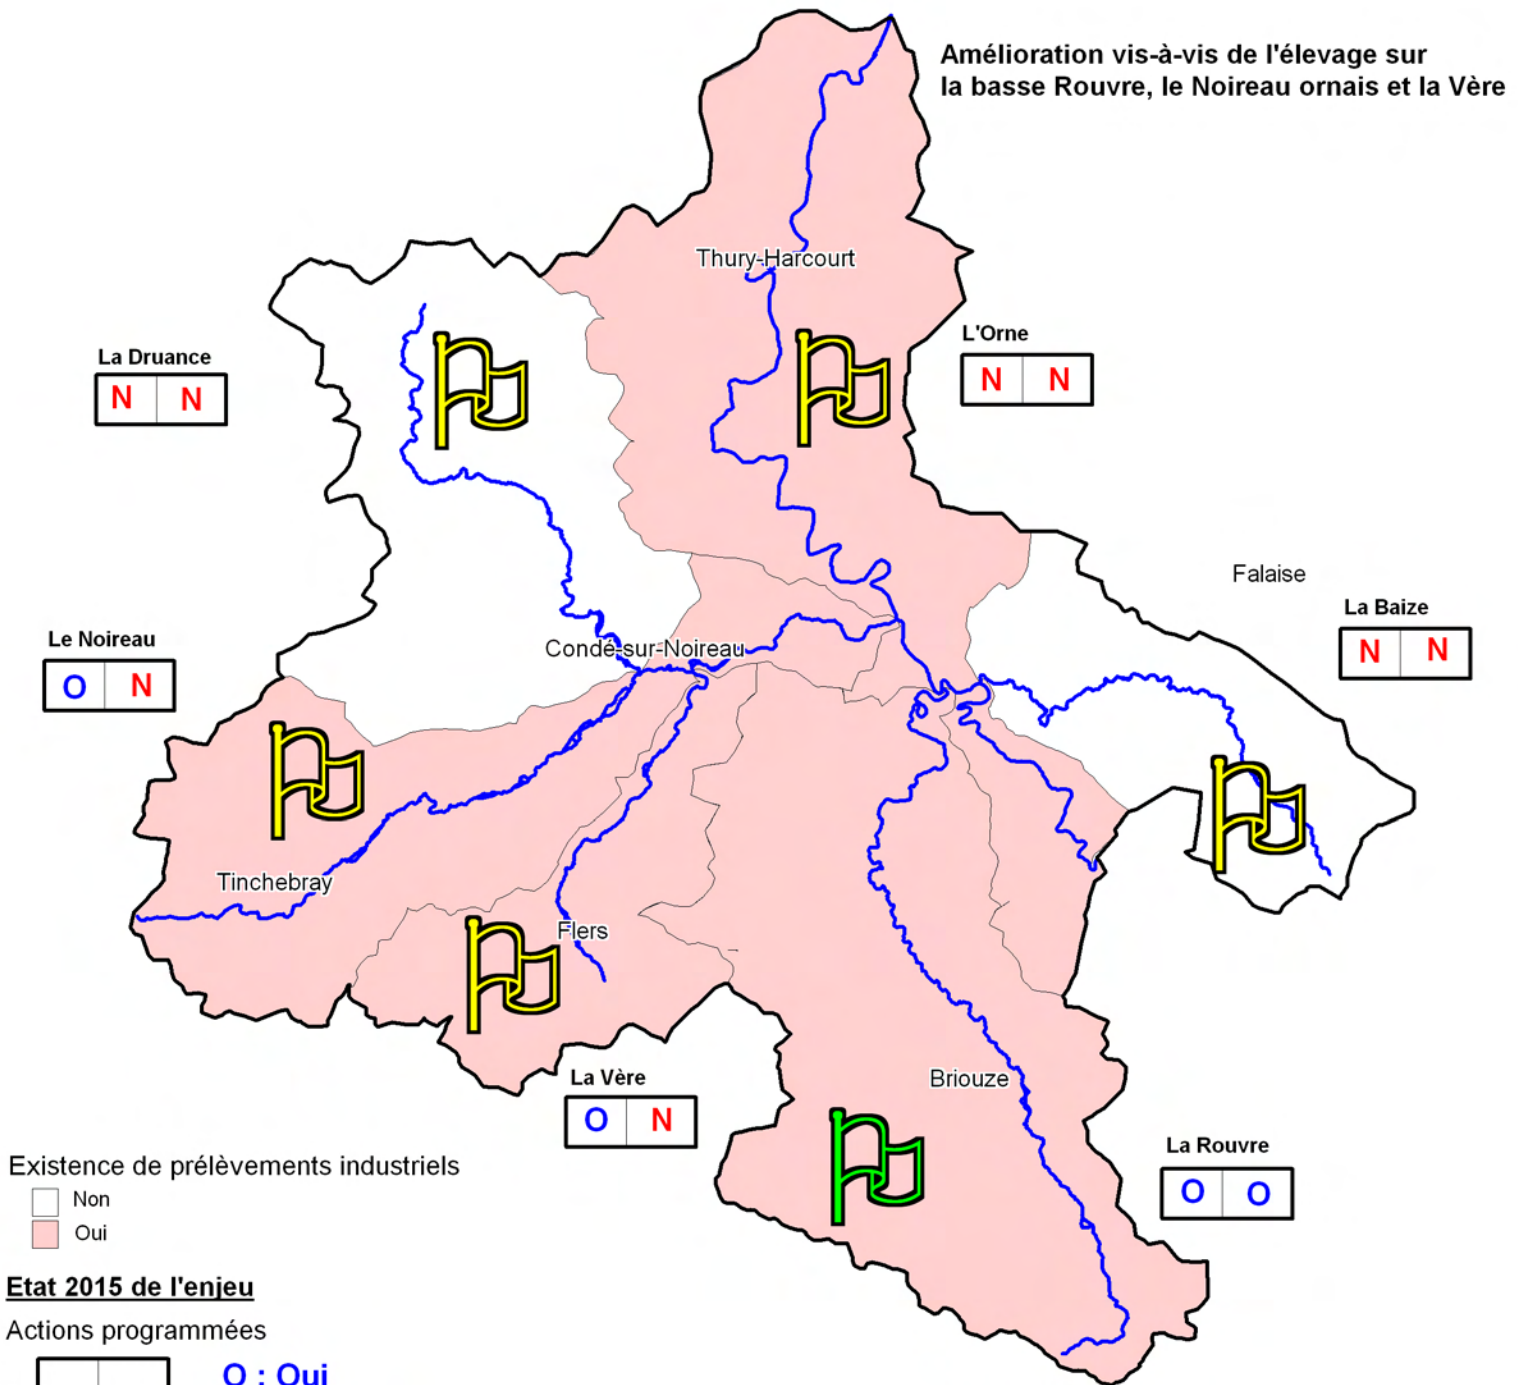 Amélioration vis-à-vis de l'élevage sur
la basse Rouvre, le Noireau ornais et la Vère
Thury-Harcourt
L'Orne
N N
La Druance
N N
Falaise
La Baize
N N
Le Noireau
O N
Condé-sur-Noireau
Tinchebray
Flers
La Vère
O N
Briouze
La Rouvre
O O
Existence de prélèvements industriels
Non
Oui
Etat 2015 de l'enjeu
Actions programmées
O : Oui